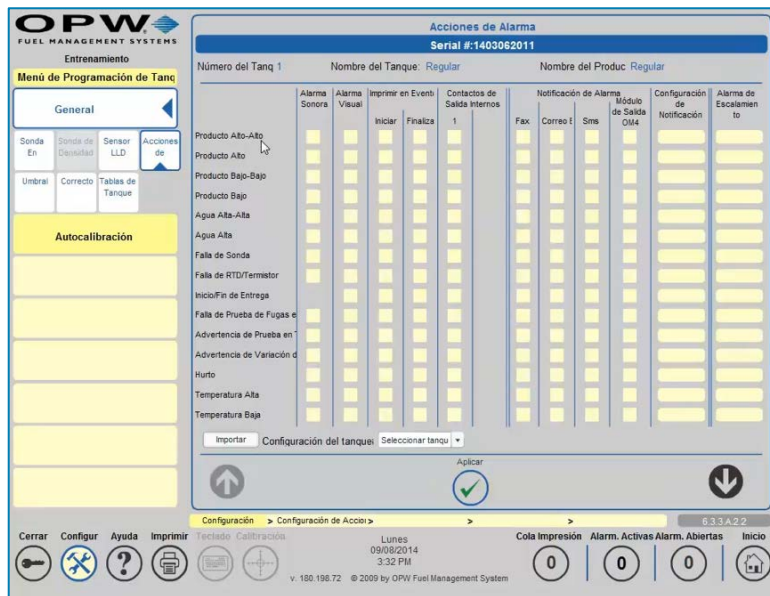 OPW
FUEL MANAGEMENT SYSTEMS
Entrenamiento
Menú de Programación de Tanq
General
Sonda En
Sonda de Densidad
Sensor LLD
Acciones de
Umbral
Correcto
Tablas de Tanque
Autocalibración
Acciones de Alarma
Serial #:1403062011
Número del Tanq 1 Nombre del Tanque: Regular Nombre del Produc Regular
Alarma Sonora
Alarma Visual
Imprimir en Eventi
Iniciar Finaliza
Contactos de Salida Internos
1
Notificación de Alarma
Fax Correo E Sms Módulo de Salida OM4
Configuración de Notificación
Alarma de Escalamien to
Producto Alto-Alto
Producto Alto
Producto Bajo-Bajo
Producto Bajo
Agua Alta-Alta
Agua Alta
Falla de Sonda
Falla de RTD/Termistor
Inicio/Fin de Entrega
Falla de Prueba de Fugas e
Advertencia de Prueba en T
Advertencia de Variación d
Hurto
Temperatura Alta
Temperatura Baja
Importar Configuración del tanque: Seleccionar tanqu
Aplicar
Configuración > Configuración de Accior > > >
6.3.3.A.2.2
Cerrar Configur Ayuda Imprimir Teclado Calibración
Lunes
09/08/2014
3:32 PM
v. 180.198.72 © 2009 by OPW Fuel Management System
Cola Impresión Alarm. Activas Alarm. Abiertas Inicio
0 0 0